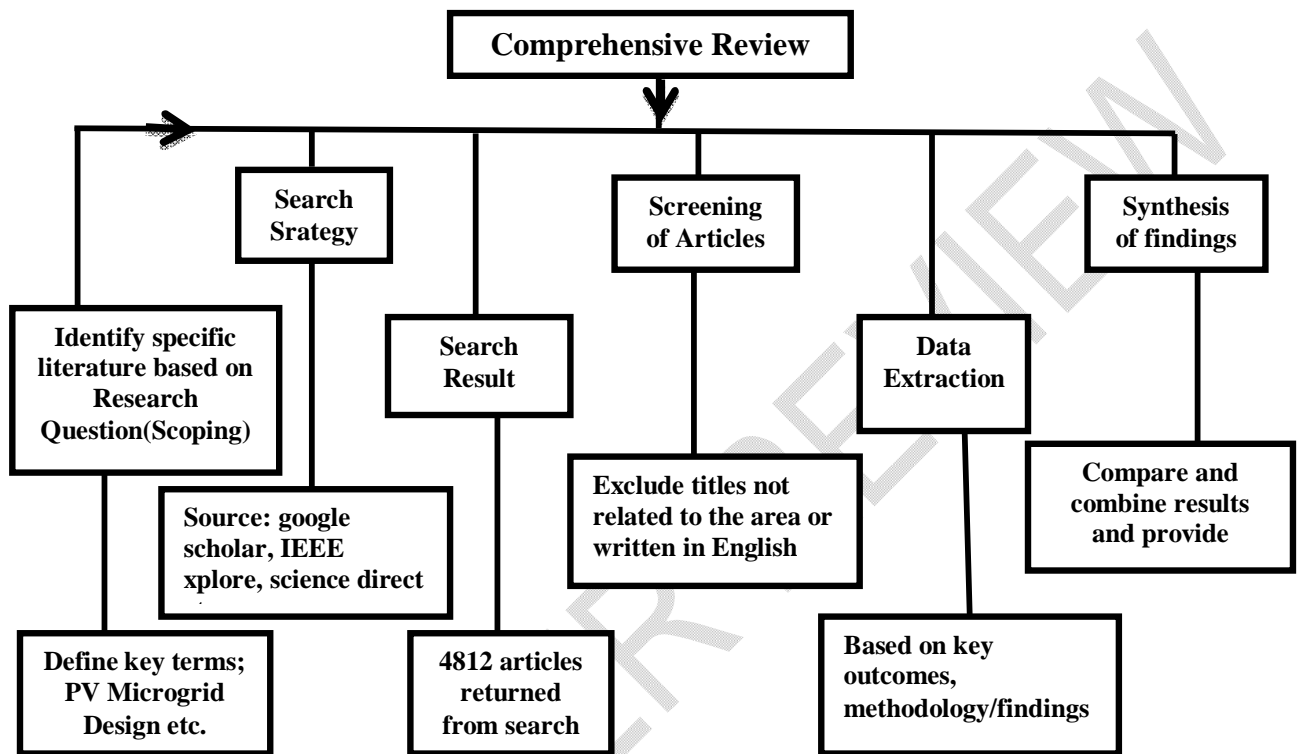 Comprehensive Review
Search
Srategy
Screening
of Articles
Synthesis
of findings
Identify specific
literature based on
Research
Question(Scoping)
Search
Result
Data
Extraction
Source: google
scholar, IEEE
xplore, science direct
Exclude titles not
related to the area or
written in English
Compare and
combine results
and provide
Define key terms;
PV Microgrid
Design etc.
4812 articles
returned
from search
Based on key
outcomes,
methodology/findings
ER REVIEW